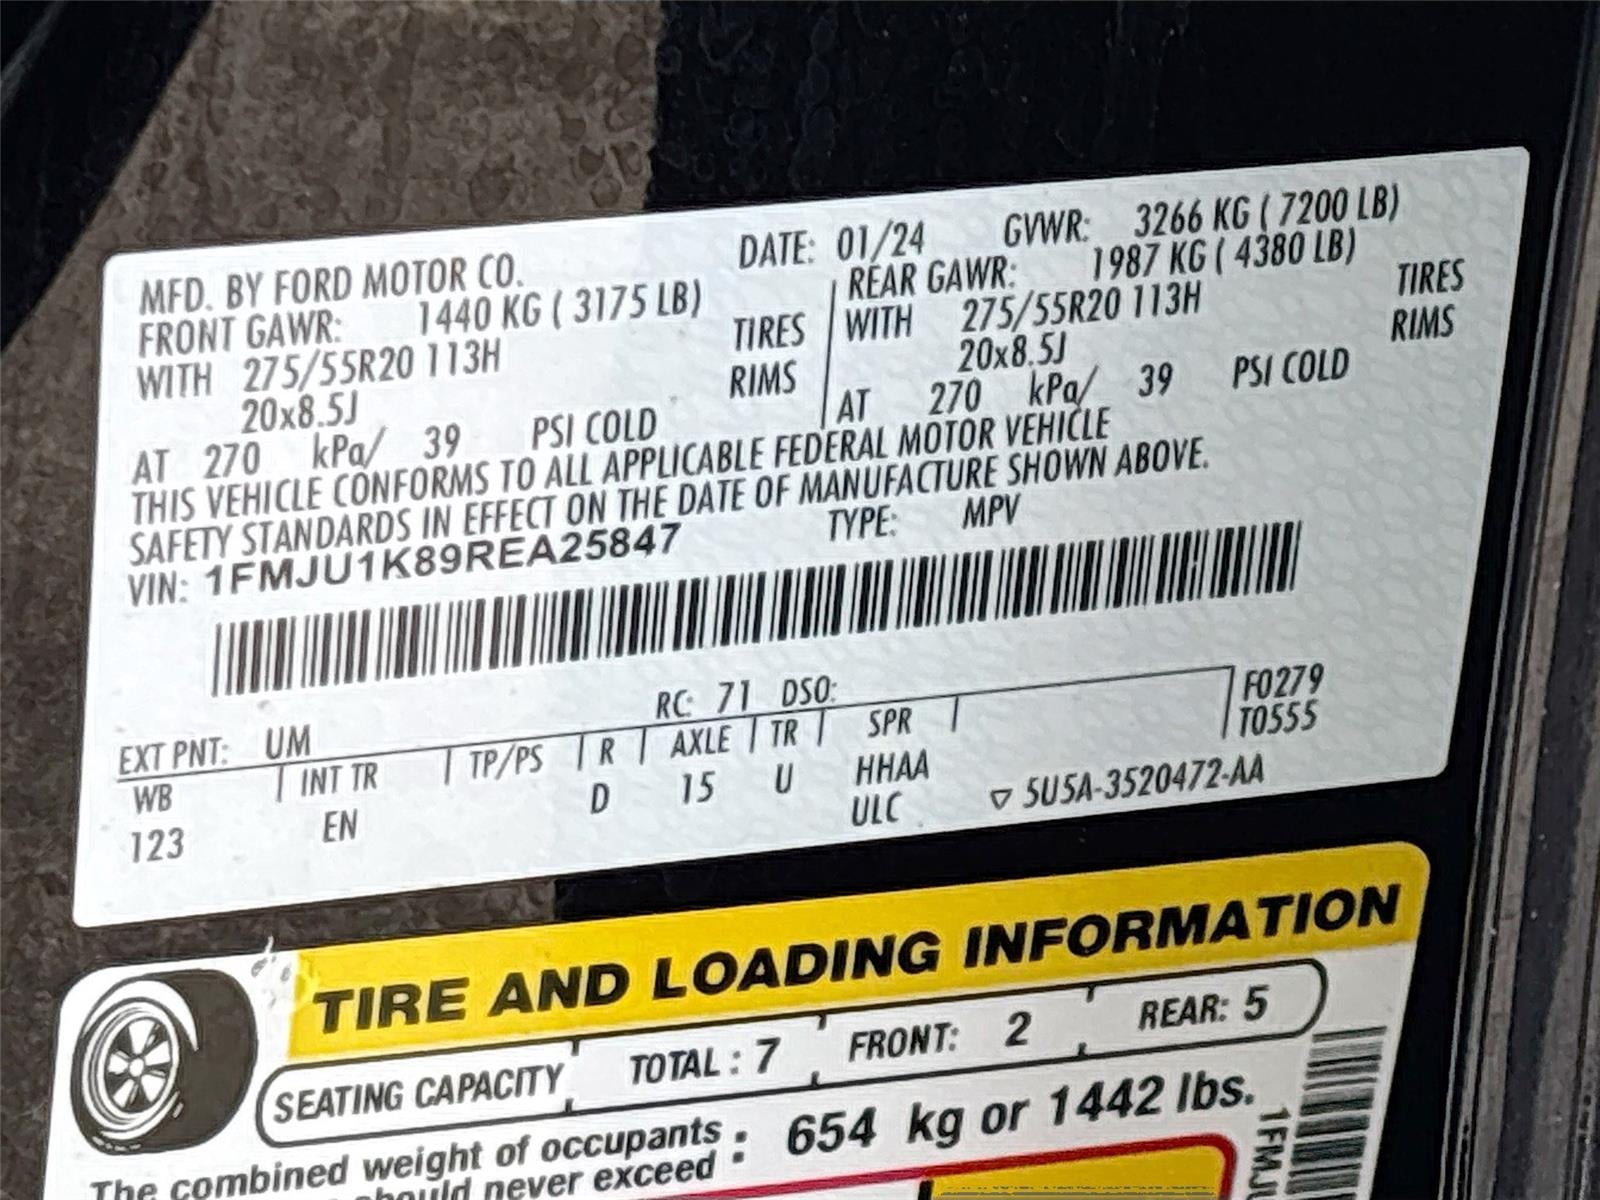 MFD. BY FORD MOTOR CO. DATE: 01/24 GVWR: 3266 KG ( 7200 LB)
FRONT GAWR: 1440 KG ( 3175 LB) REAR GAWR: 1987 KG ( 4380 LB)
WITH 275/55R20 113H TIRES WITH 275/55R20 113H TIRES
20x8.5J RIMS 20x8.5J RIMS
AT 270 kPa/ 39 PSI COLD AT 270 kPa/ 39 PSI COLD
THIS VEHICLE CONFORMS TO ALL APPLICABLE FEDERAL MOTOR VEHICLE
SAFETY STANDARDS IN EFFECT ON THE DATE OF MANUFACTURE SHOWN ABOVE.
VIN: 1FMJU1K89REA25847 TYPE: MPV
EXT PNT: UM RC: 71 DSO: F0279
WB INT TR TP/PS R AXLE TR SPR T0555
123 EN D 15 U HHAA
ULC ▽ 5U5A-3520472-AA
TIRE AND LOADING INFORMATION
SEATING CAPACITY TOTAL : 7 FRONT: 2 REAR: 5
The combined weight of occupants : 654 kg or 1442 lbs.
should never exceed
1FMJU